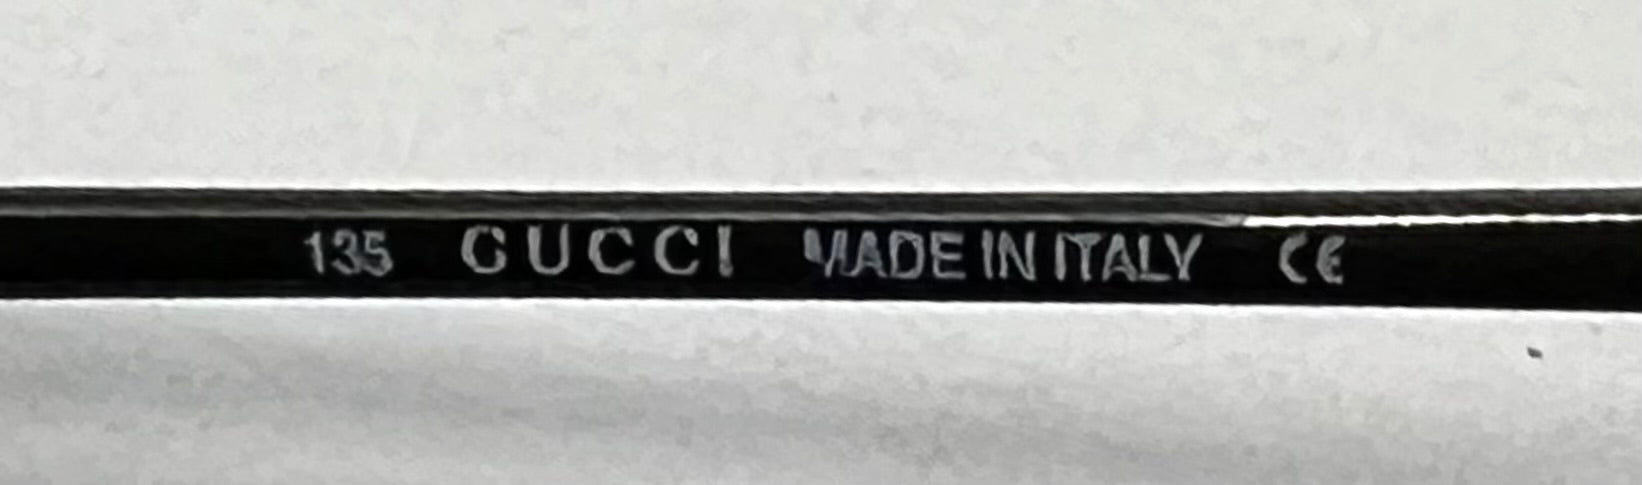 135 GUCCI MADE IN ITALY CE